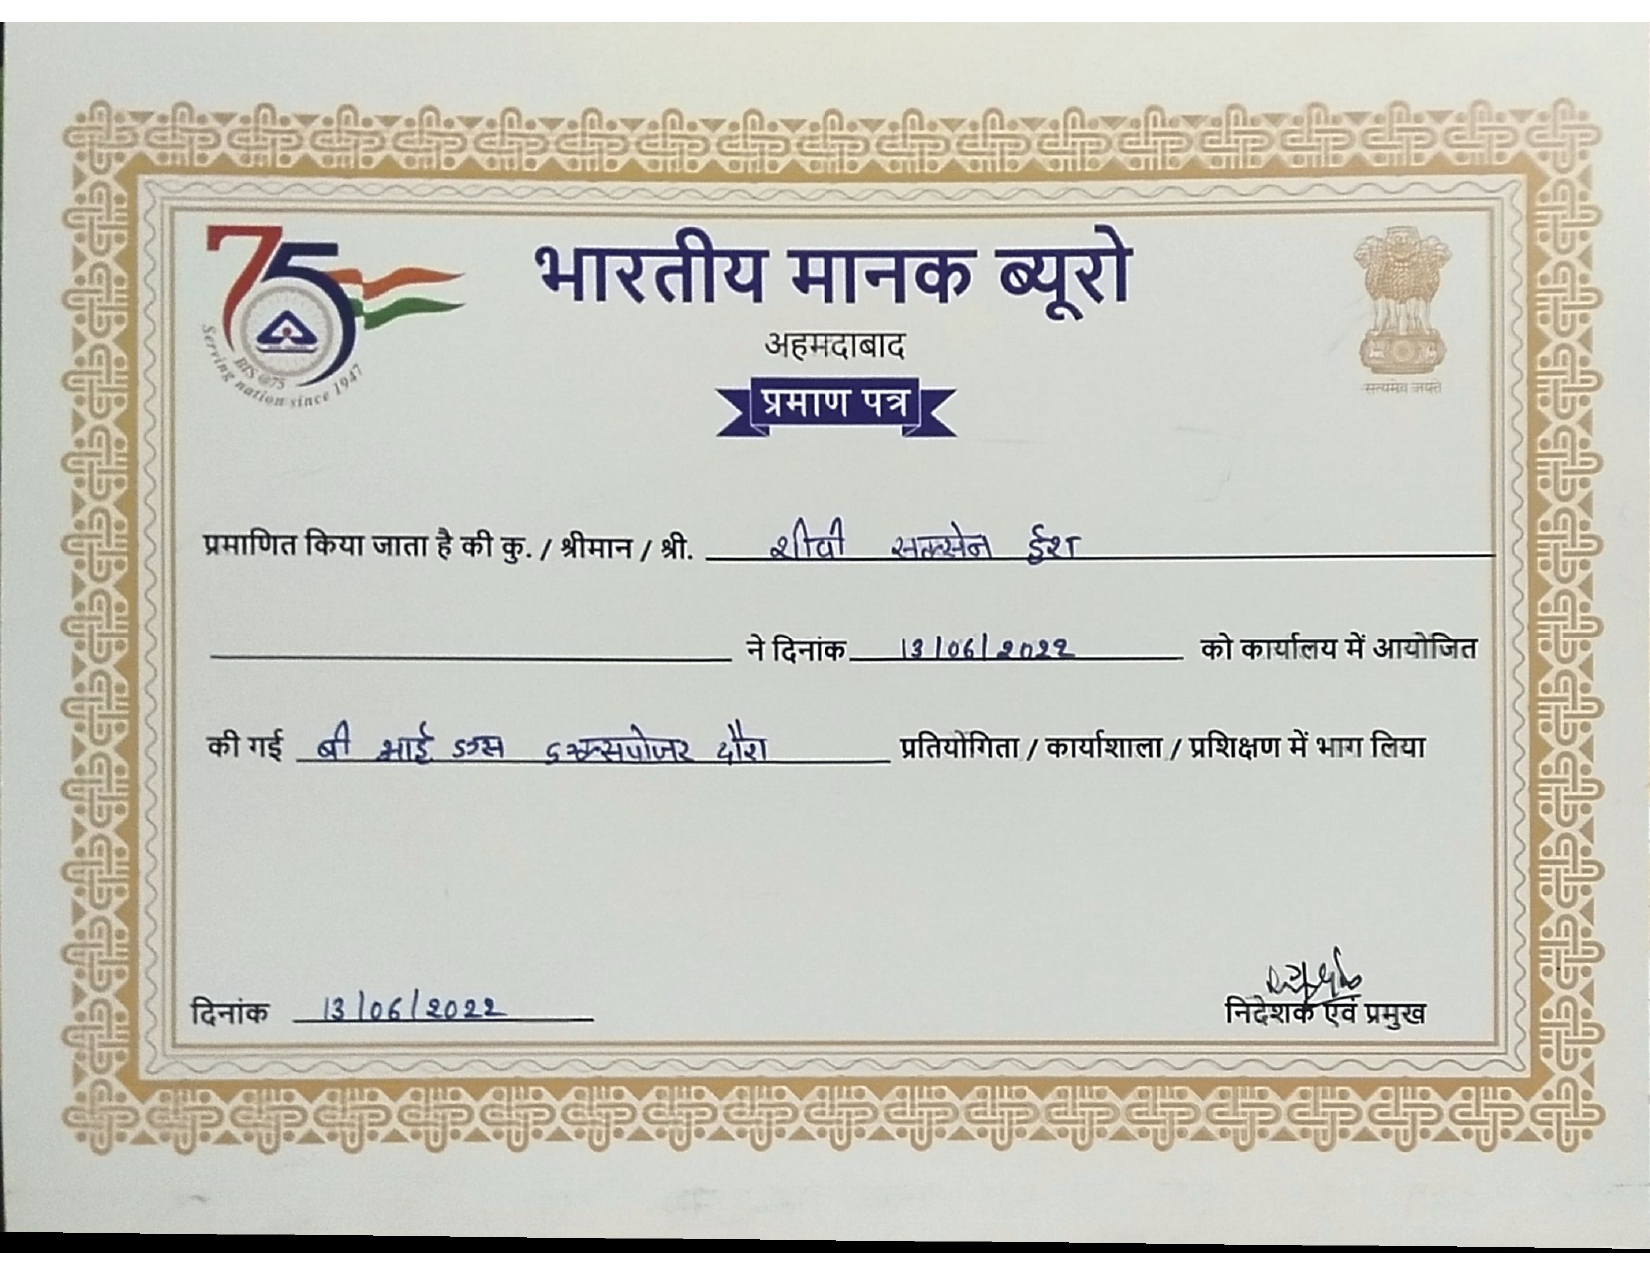 75
Serving nation since 1947
BIS @75
भारतीय मानक ब्यूरो
अहमदाबाद
प्रमाण पत्र
सत्यमेव जयते
प्रमाणित किया जाता है की कु. / श्रीमान / श्री. शीवी सक्सेन ईश
ने दिनांक 13/06/2022 को कार्यालय में आयोजित
की गई बी आई एस एक्सपोजर दौरा प्रतियोगिता / कार्याशाला / प्रशिक्षण में भाग लिया
दिनांक 13/06/2022
निदेशक एवं प्रमुख